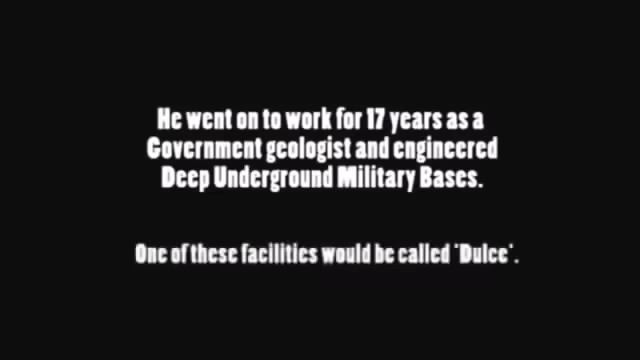 He went on to work for 17 years as a
Government geologist and engineered
Deep Underground Military Bases.
One of these facilities would be called 'Dulce'.